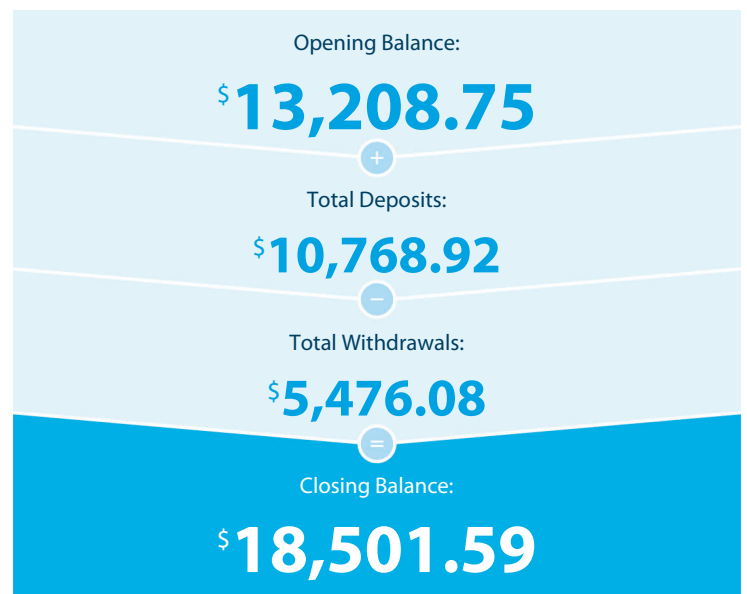 Opening Balance:
$13,208.75
+
Total Deposits:
$10,768.92
−
Total Withdrawals:
$5,476.08
=
Closing Balance:
$18,501.59